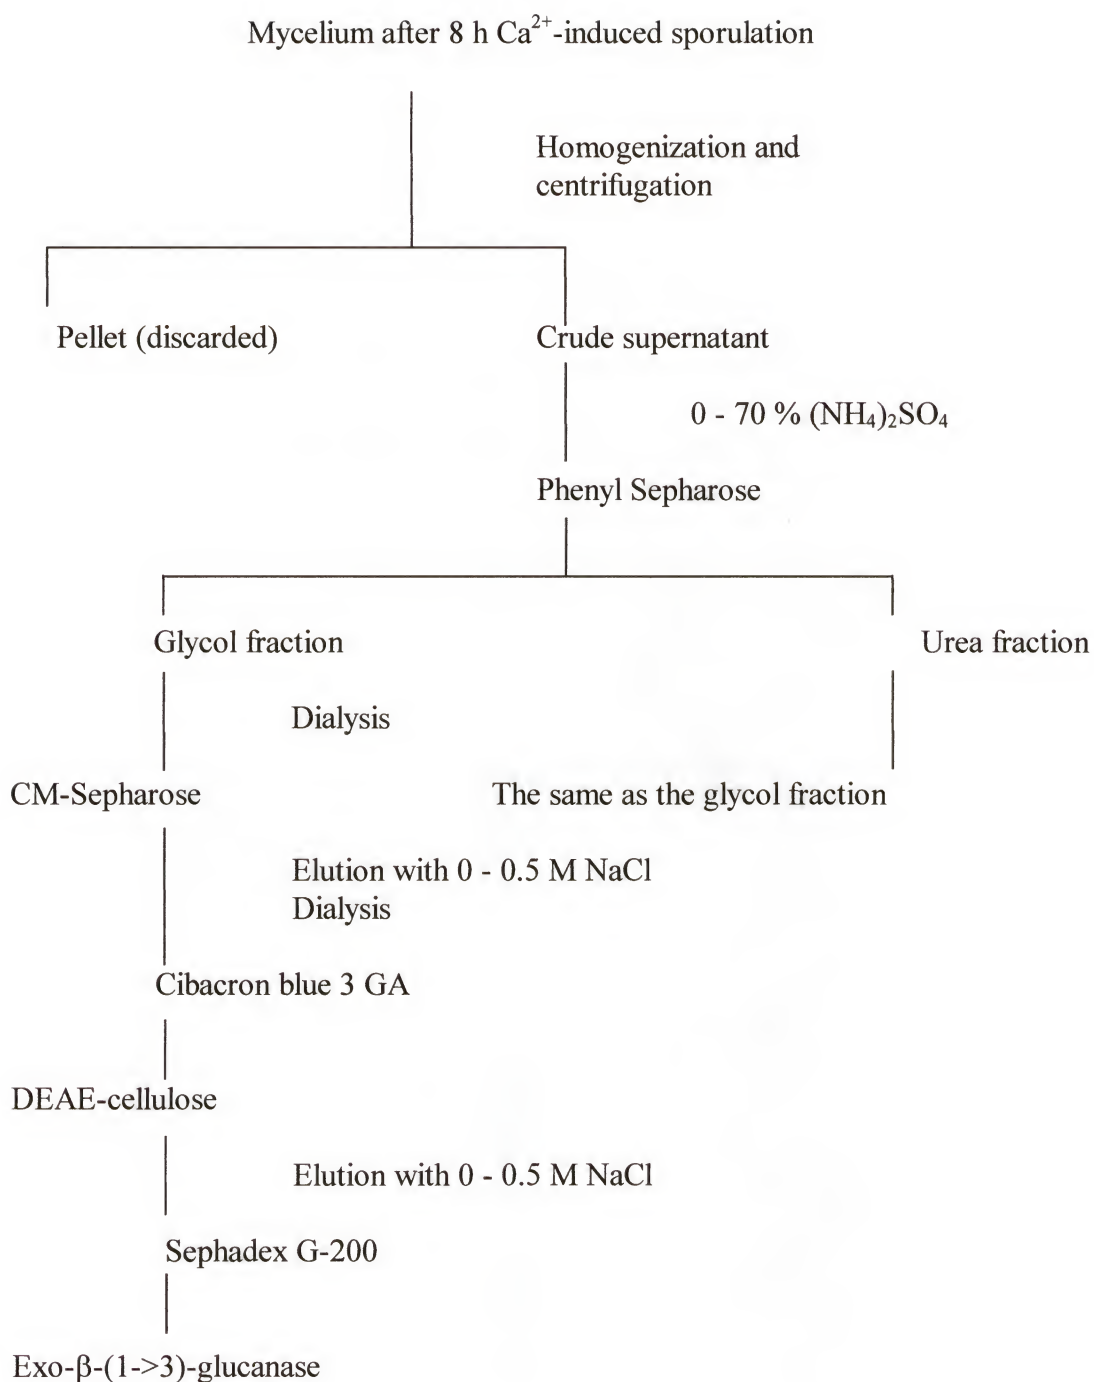 Mycelium after 8 h Ca²⁺-induced sporulation
Homogenization and
centrifugation
Pellet (discarded)
Crude supernatant
0 - 70 % (NH₄)₂SO₄
Phenyl Sepharose
Glycol fraction
Urea fraction
Dialysis
CM-Sepharose
The same as the glycol fraction
Elution with 0 - 0.5 M NaCl
Dialysis
Cibacron blue 3 GA
DEAE-cellulose
Elution with 0 - 0.5 M NaCl
Sephadex G-200
Exo-β-(1->3)-glucanase